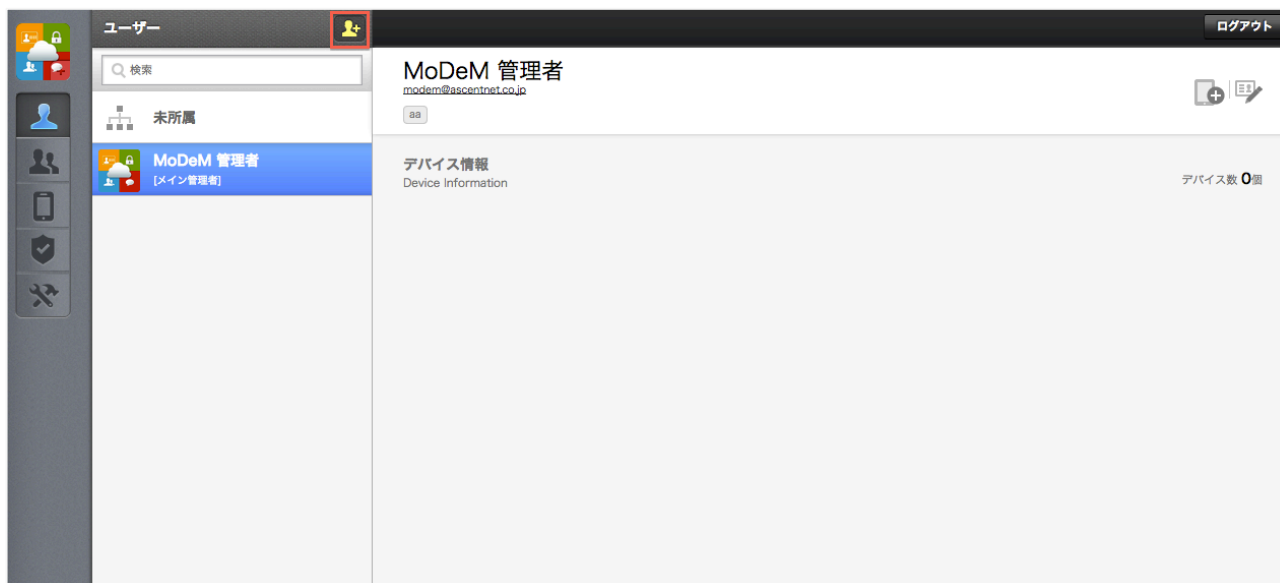 ユーザー
ログアウト
検索
未所属
MoDeM 管理者
[メイン管理者]
MoDeM 管理者
modem@ascentnet.co.jp
aa
デバイス情報
Device Information
デバイス数 0個